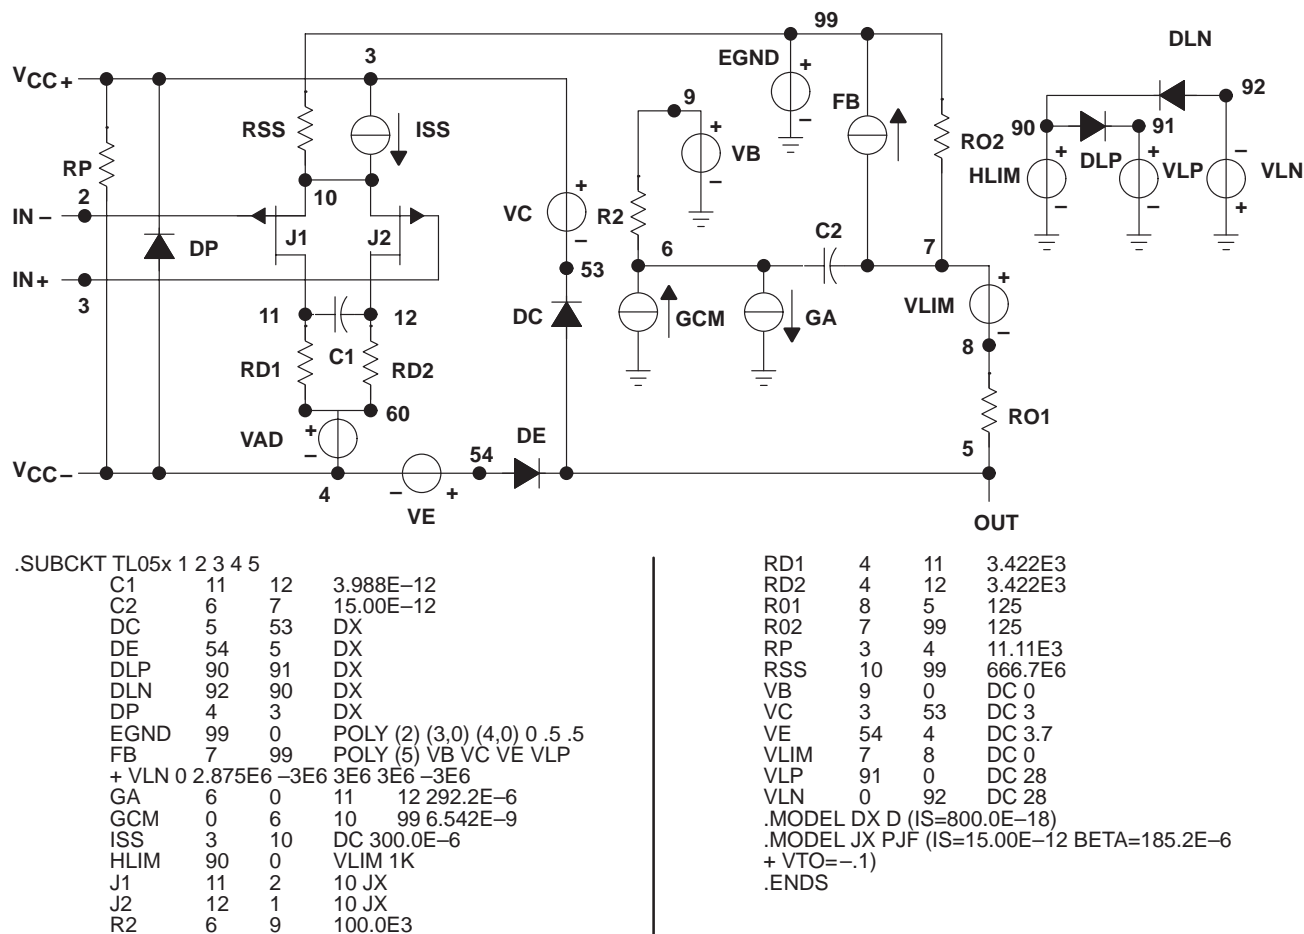 99
DLN
3
VCC+
EGND
+
9
FB
92
RSS
ISS
90
91
RP
+
VB
–
RO2
DLP
–
HLIM
+
–
+
–
VLP
VLN
+
2
10
+
IN –
VC
R2
DP
J1
J2
–
C2
6
7
IN+
3
53
+
VLIM
–
11
12
DC
GCM
GA
8
C1
RD1
RD2
RO1
60
VAD
+
–
DE
54
5
VCC–
4
–
+
VE
OUT
.SUBCKT TL05x 1 2 3 4 5
C1 11 12 3.988E–12
C2 6 7 15.00E–12
DC 5 53 DX
DE 54 5 DX
DLP 90 91 DX
DLN 92 90 DX
DP 4 3 DX
EGND 99 0 POLY (2) (3,0) (4,0) 0 .5 .5
FB 7 99 POLY (5) VB VC VE VLP
+ VLN 0 2.875E6 –3E6 3E6 3E6 –3E6
GA 6 0 11 12 292.2E–6
GCM 0 6 10 99 6.542E–9
ISS 3 10 DC 300.0E–6
HLIM 90 0 VLIM 1K
J1 11 2 10 JX
J2 12 1 10 JX
R2 6 9 100.0E3
RD1 4 11 3.422E3
RD2 4 12 3.422E3
R01 8 5 125
R02 7 99 125
RP 3 4 11.11E3
RSS 10 99 666.7E6
VB 9 0 DC 0
VC 3 53 DC 3
VE 54 4 DC 3.7
VLIM 7 8 DC 0
VLP 91 0 DC 28
VLN 0 92 DC 28
.MODEL DX D (IS=800.0E–18)
.MODEL JX PJF (IS=15.00E–12 BETA=185.2E–6
+ VTO=–.1)
.ENDS